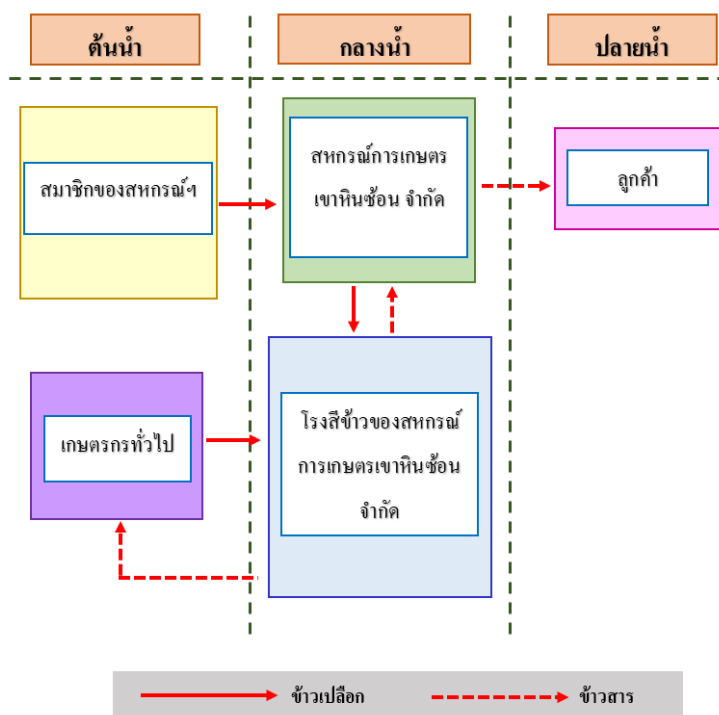 ต้นน้ำ
กลางน้ำ
ปลายน้ำ
สมาชิกของสหกรณ์ฯ
สหกรณ์การเกษตร
เขาหินซ้อน จำกัด
ลูกค้า
เกษตรกรทั่วไป
โรงสีข้าวของสหกรณ์
การเกษตรเขาหินซ้อน
จำกัด
ข้าวเปลือก
ข้าวสาร